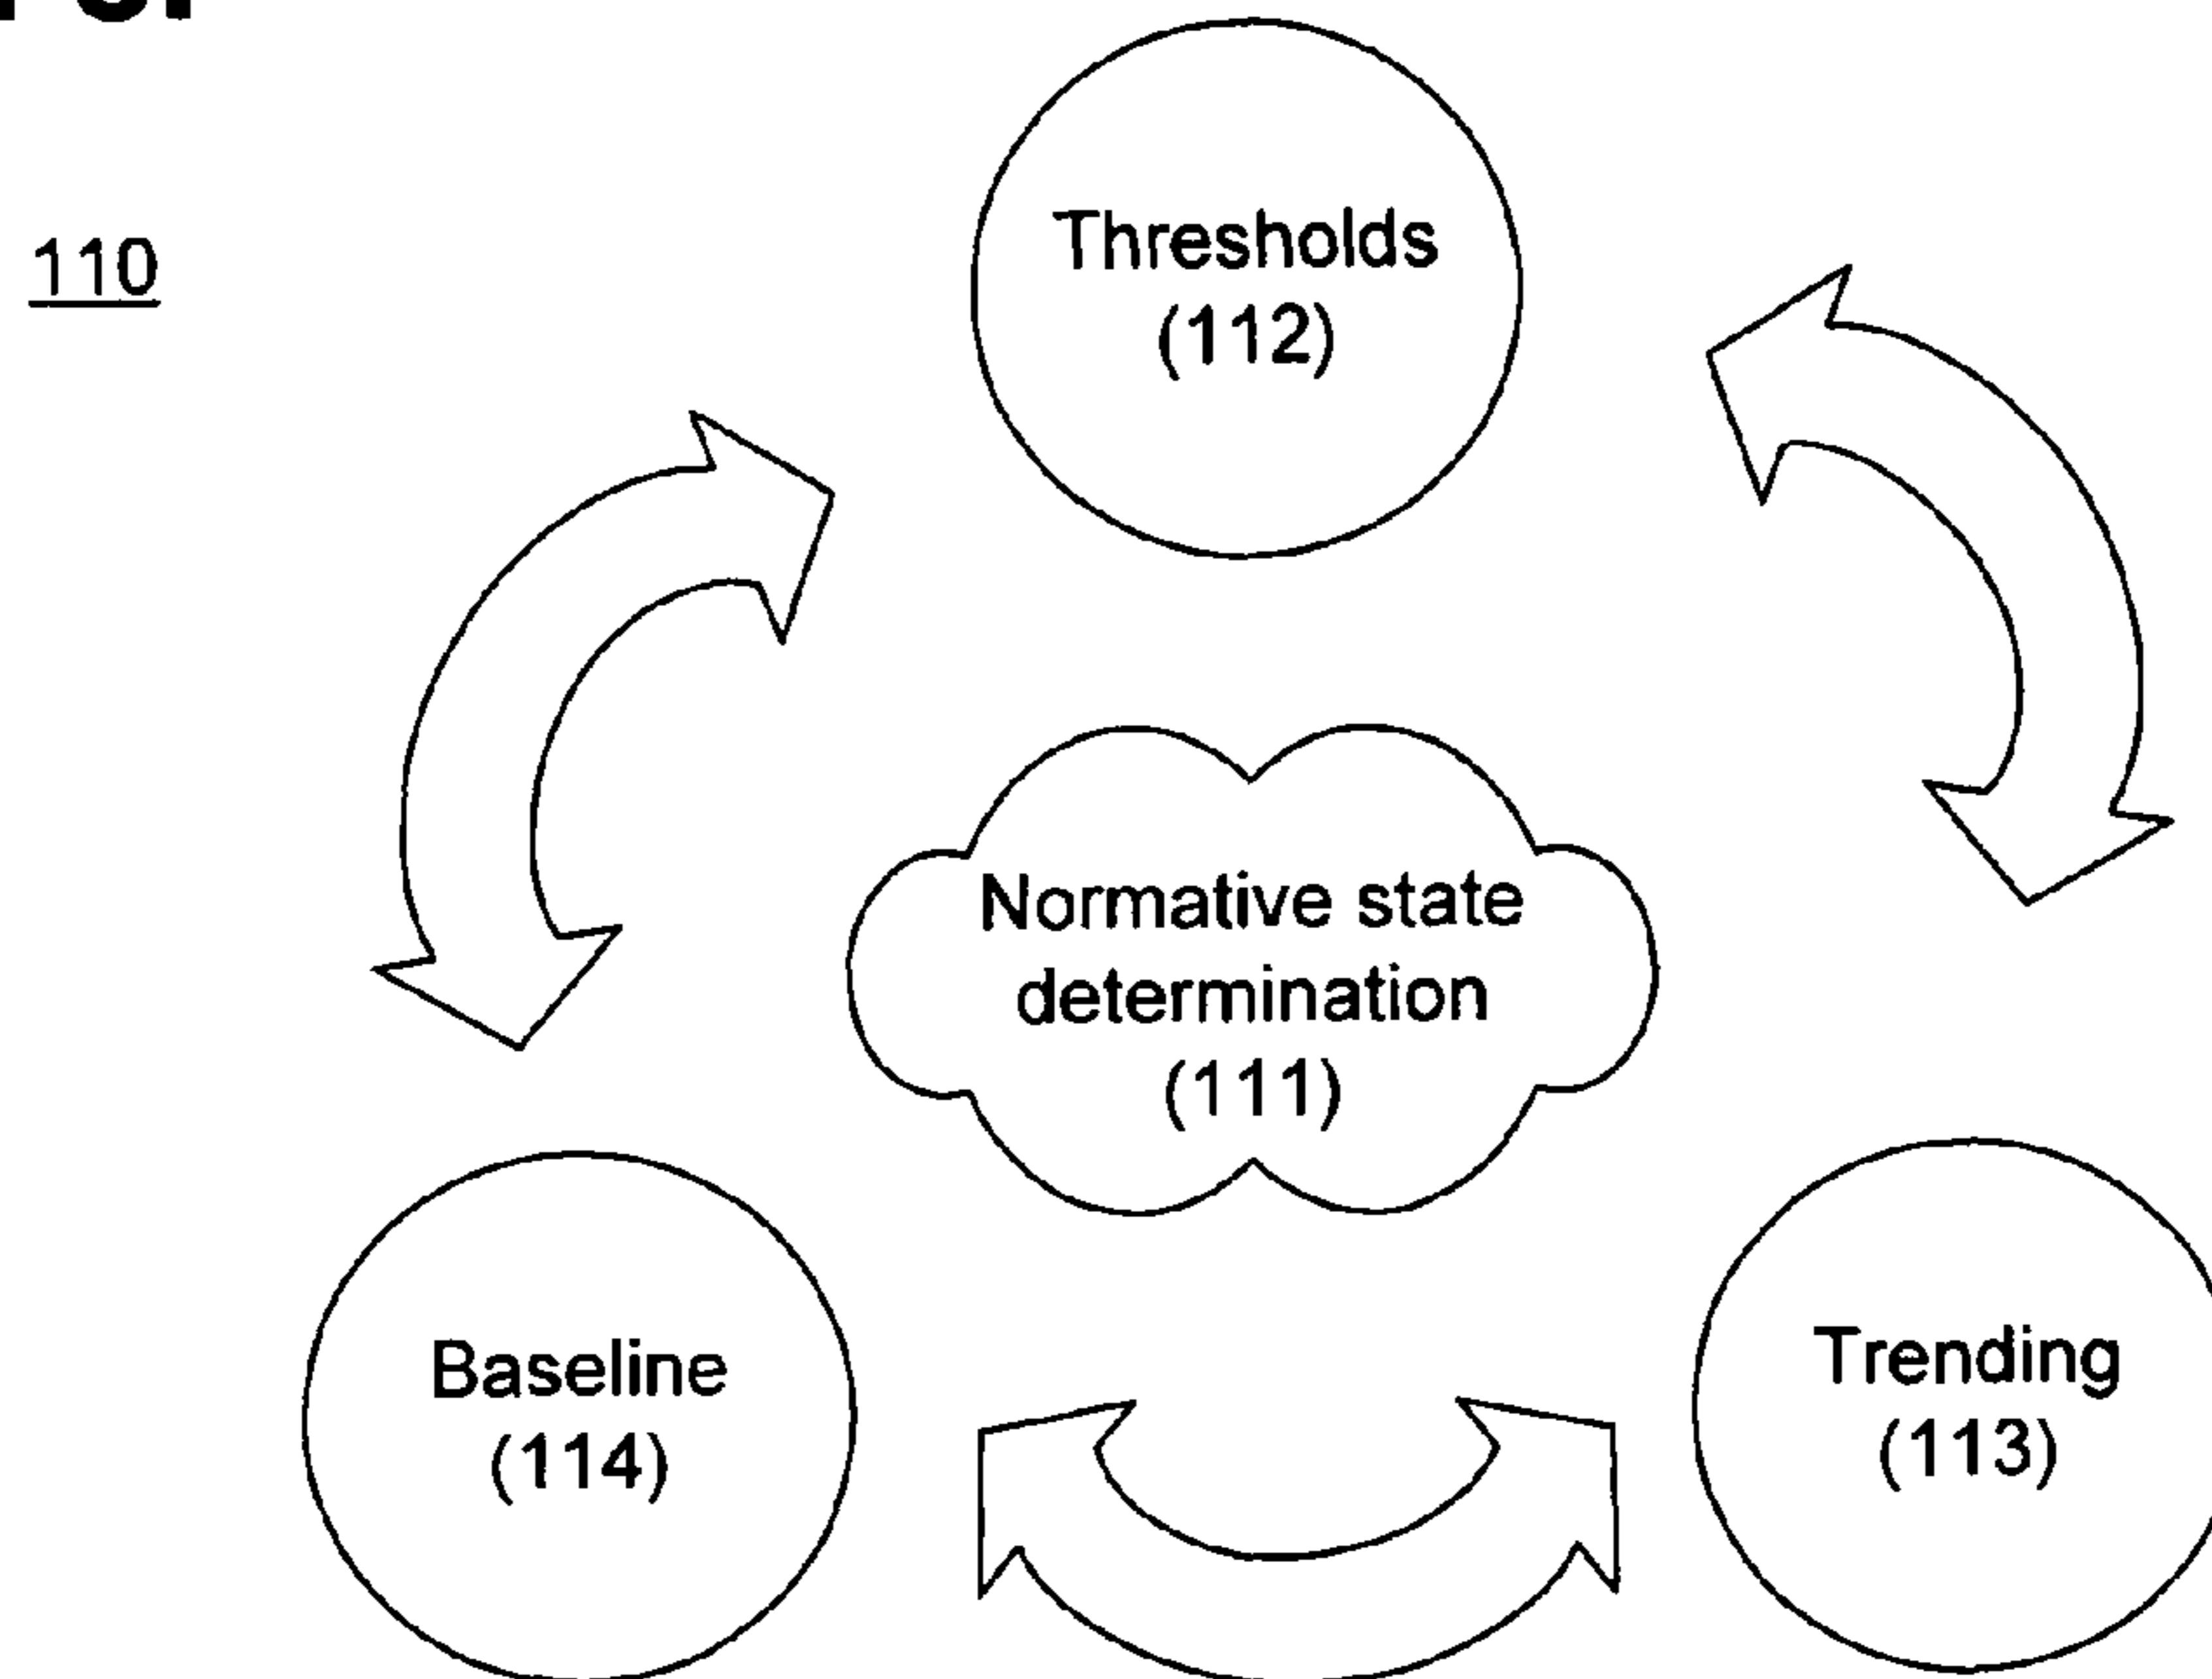 110
Thresholds
(112)
Normative state
determination
(111)
Baseline
(114)
Trending
(113)